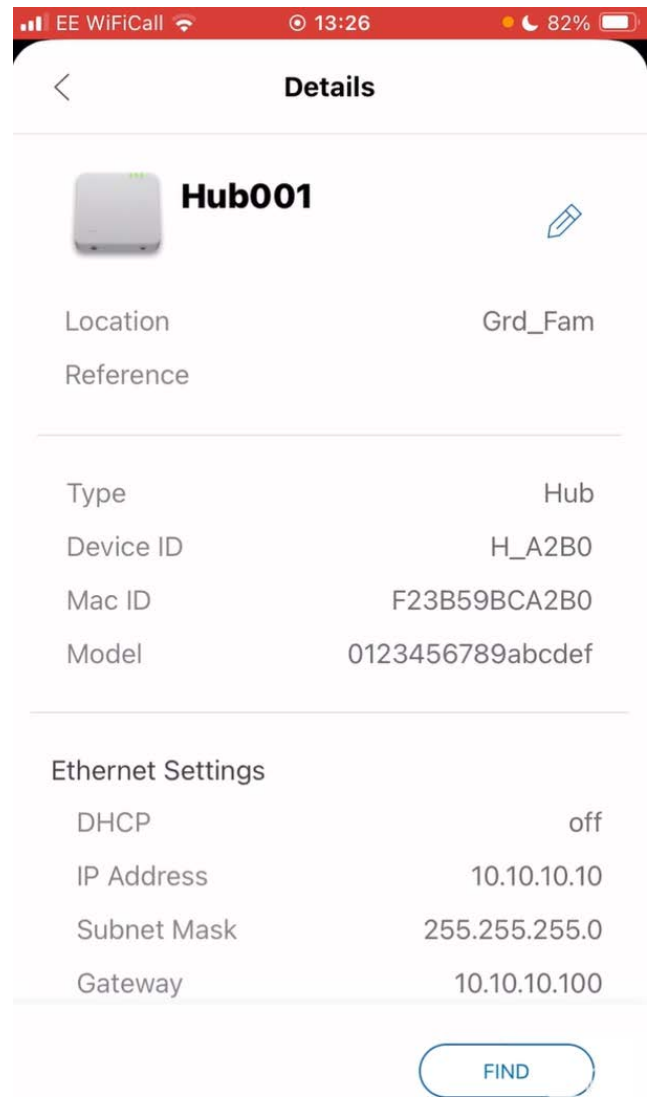 EE WiFiCall 13:26 82%
Details
Hub001
Location Grd_Fam
Reference
Type Hub
Device ID H_A2B0
Mac ID F23B59BCA2B0
Model 0123456789abcdef
Ethernet Settings
DHCP off
IP Address 10.10.10.10
Subnet Mask 255.255.255.0
Gateway 10.10.10.100
FIND